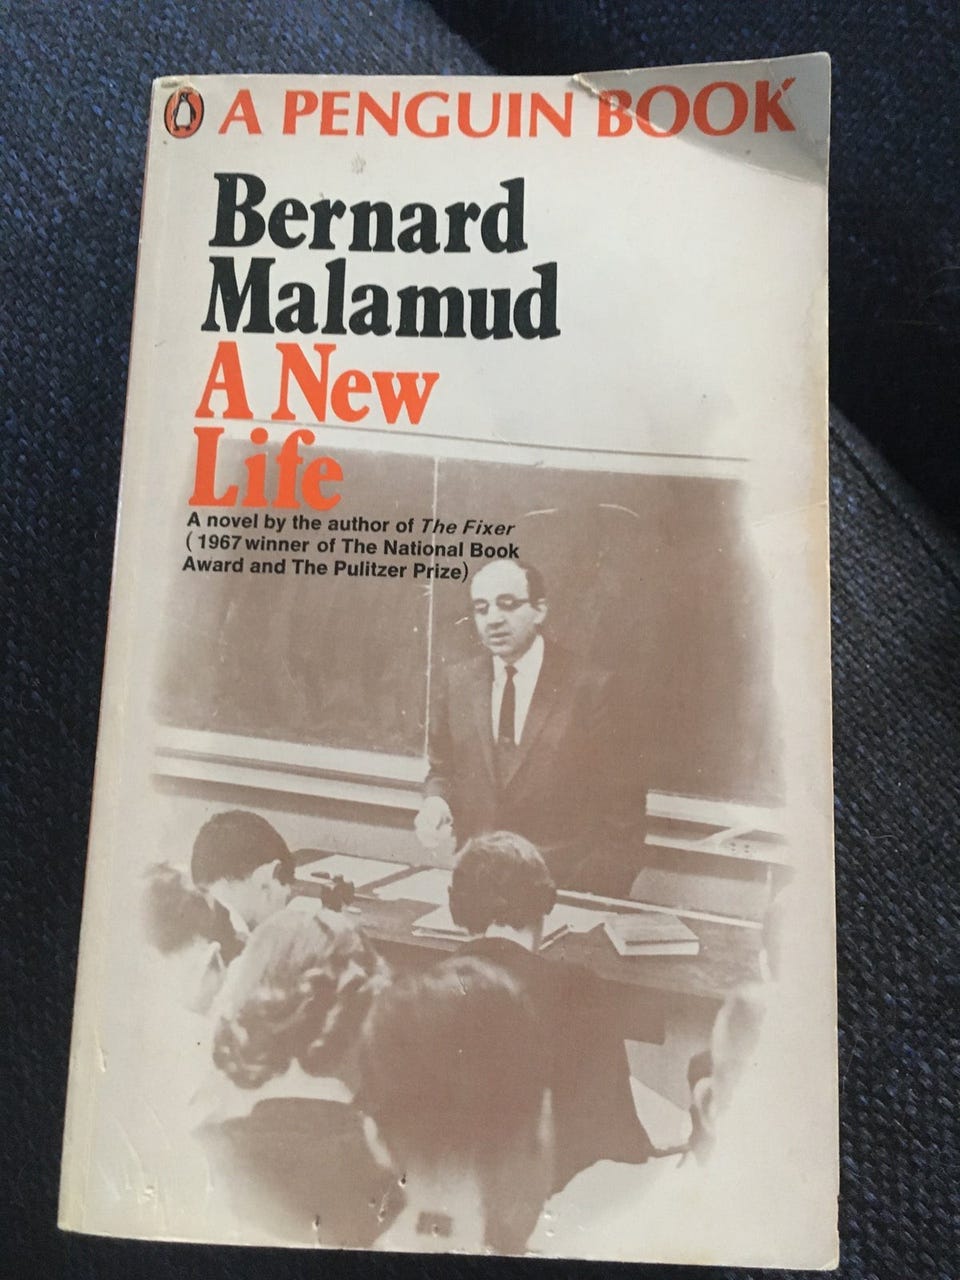 A PENGUIN BOOK
Bernard
Malamud
A New
Life
A novel by the author of The Fixer
(1967 winner of The National Book
Award and The Pulitzer Prize)